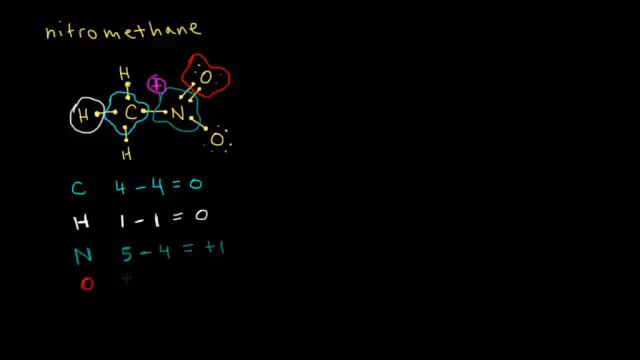 nitromethane
H
+
O
H
C
N
H
O
C 4 - 4 = 0
H 1 - 1 = 0
N 5 - 4 = +1
O